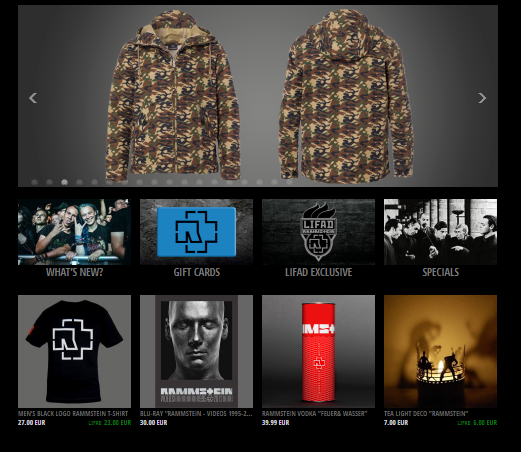 LIFAD
RAMMSTEIN
WHAT'S NEW?
GIFT CARDS
LIFAD EXCLUSIVE
SPECIALS
RAMMSTEIN
MEN'S BLACK LOGO RAMMSTEIN T-SHIRT
27.00 EUR
LIFAD 23.00 EUR
BLU-RAY "RAMMSTEIN - VIDEOS 1995-2...
30.00 EUR
RAMMSTEIN VODKA "FEUER& WASSER"
39.99 EUR
TEA LIGHT DECO "RAMMSTEIN"
7.00 EUR
LIFAD 6.00 EUR